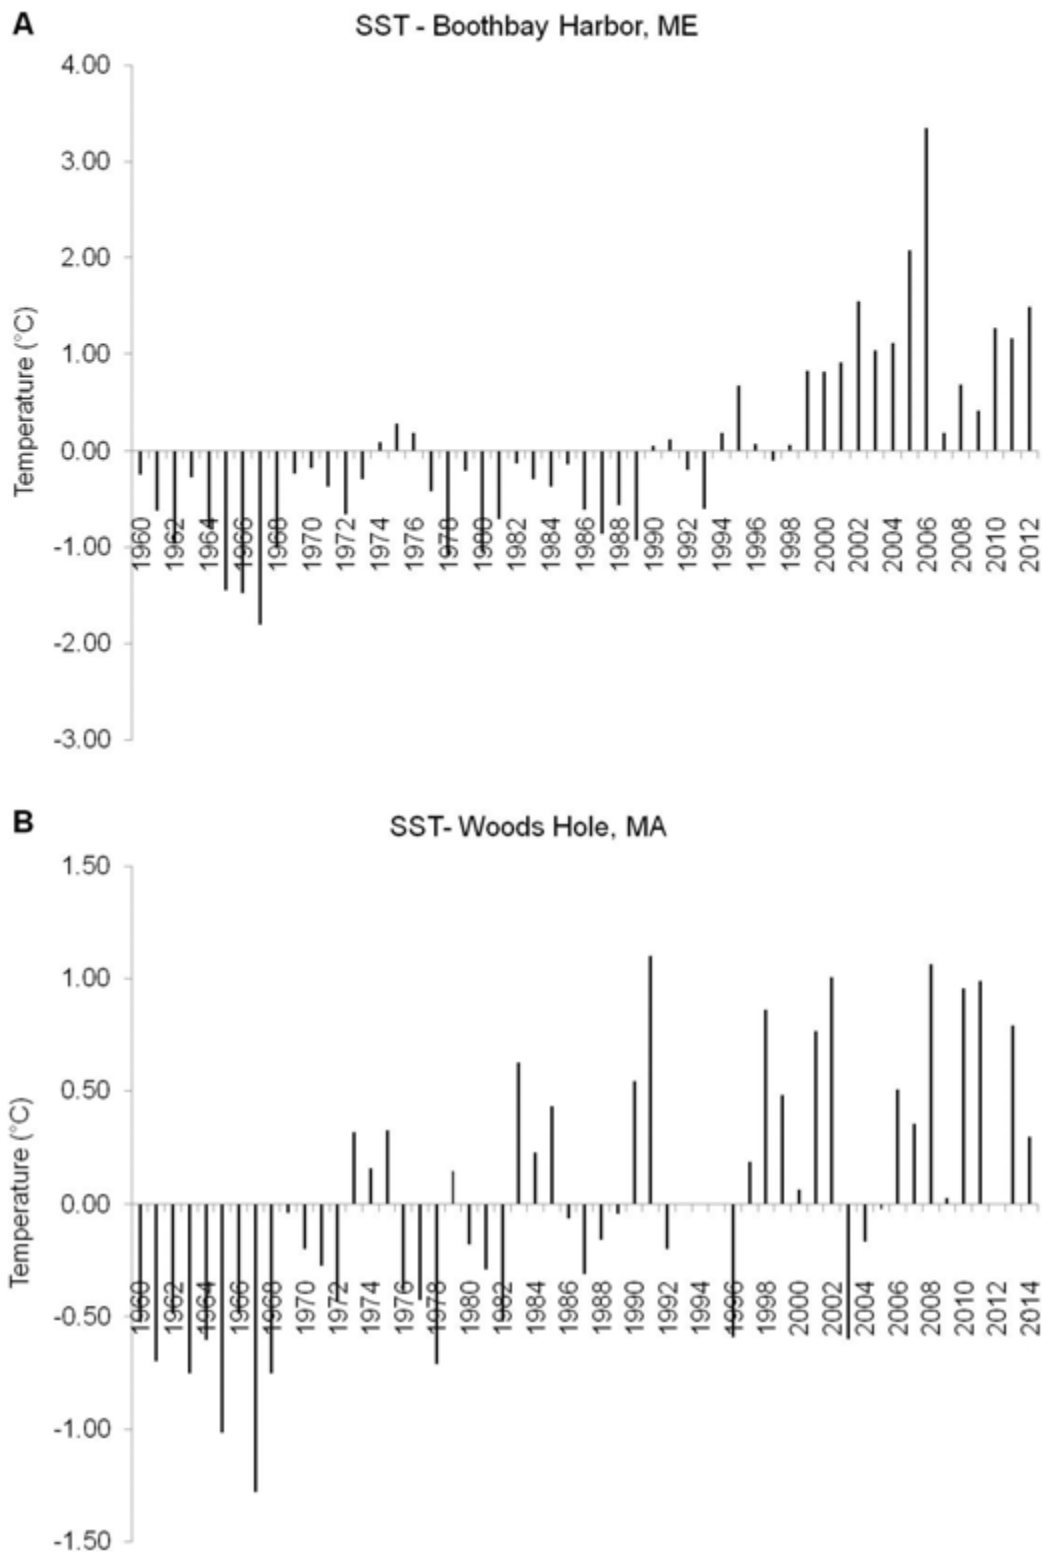 A
SST - Boothbay Harbor, ME
4.00
3.00
2.00
1.00
0.00
-1.00
-2.00
-3.00
Temperature (°C)
1960 1962 1964 1966 1968 1970 1972 1974 1976 1978 1980 1982 1984 1986 1988 1990 1992 1994 1996 1998 2000 2002 2004 2006 2008 2010 2012
B
SST- Woods Hole, MA
1.50
1.00
0.50
0.00
-0.50
-1.00
-1.50
Temperature (°C)
1960 1962 1964 1966 1968 1970 1972 1974 1976 1978 1980 1982 1984 1986 1988 1990 1992 1994 1996 1998 2000 2002 2004 2006 2008 2010 2012 2014